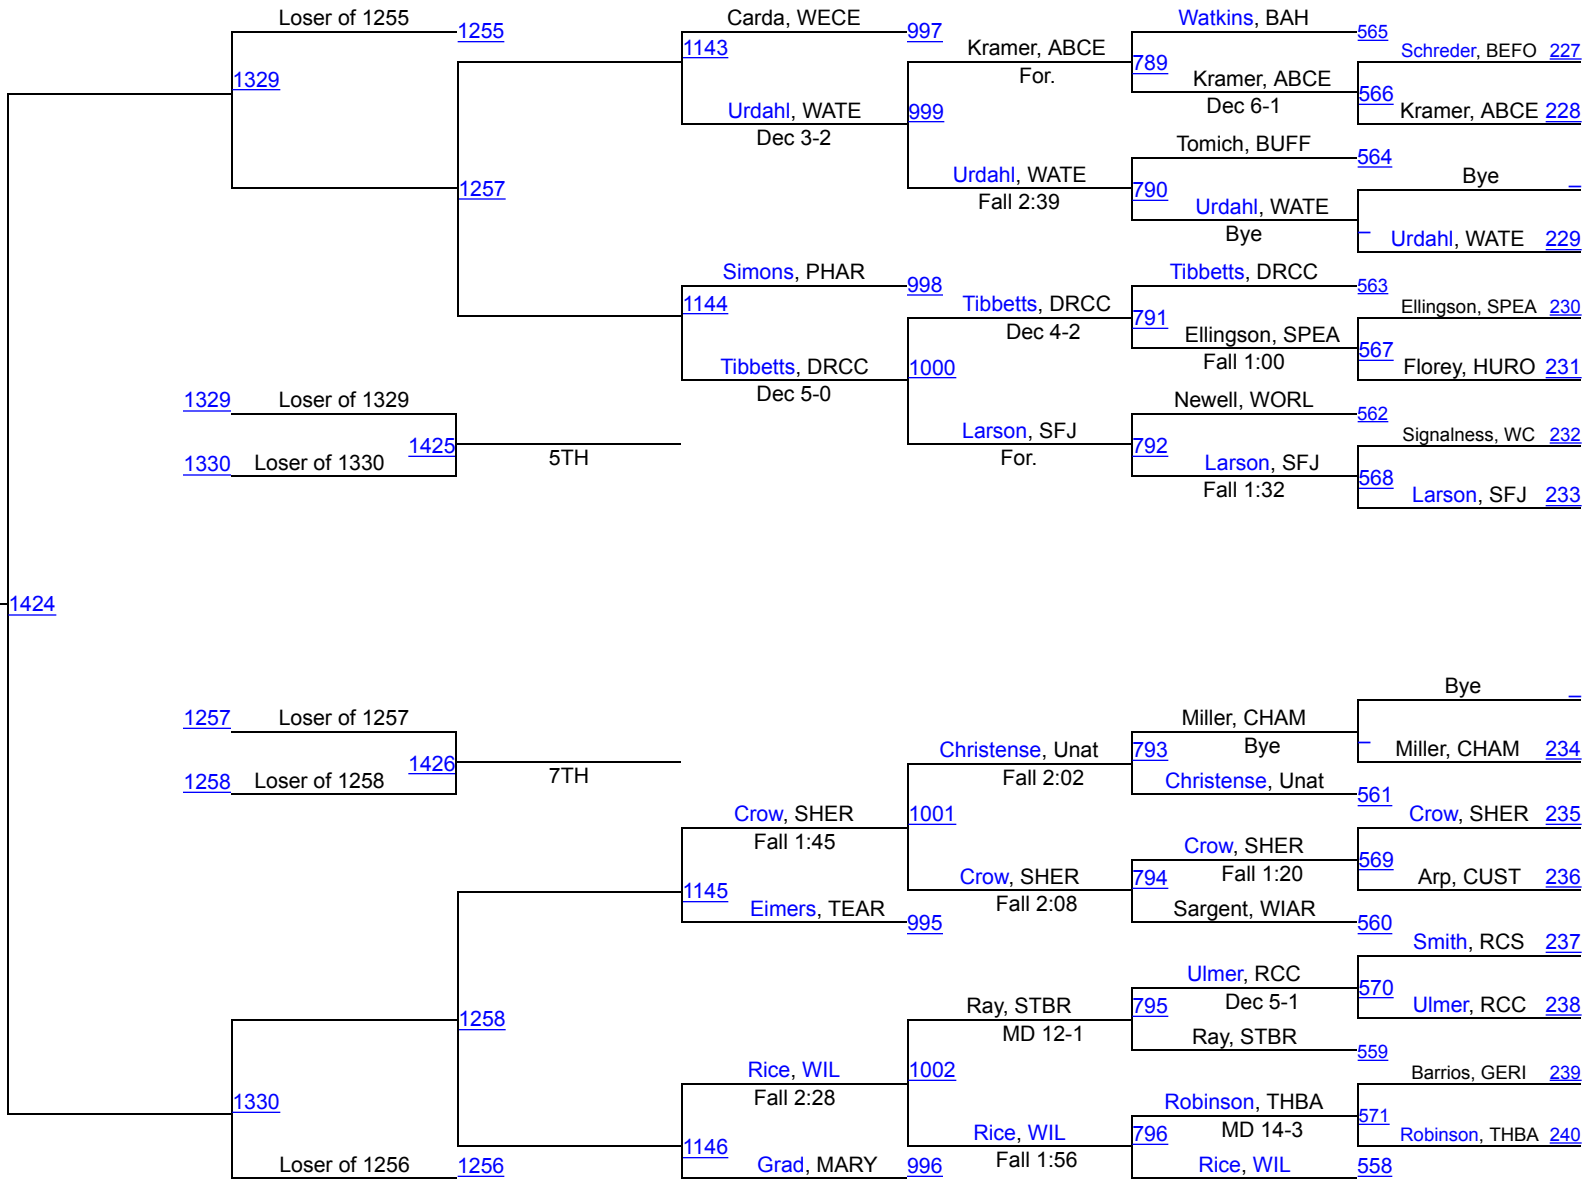 Loser of 1255
1255
Carda, WECE
997
Watkins, BAH
565
1143
Kramer, ABCE
For.
789
Schreder, BEFO 227
1329
Kramer, ABCE
Dec 6-1
566
Kramer, ABCE 228
Urdahl, WATE
Dec 3-2
999
Tomich, BUFF
564
Bye
_
1257
Urdahl, WATE
Fall 2:39
790
Urdahl, WATE
Bye
_
Urdahl, WATE 229
Simons, PHAR
998
Tibbetts, DRCC
563
1144
Tibbetts, DRCC
Dec 4-2
791
Ellingson, SPEA 230
Ellingson, SPEA
Fall 1:00
567
Florey, HURO 231
Tibbetts, DRCC
Dec 5-0
1000
1329
Loser of 1329
Newell, WORL
562
1425
5TH
Larson, SFJ
For.
792
Signalness, WC 232
1330
Loser of 1330
Larson, SFJ
Fall 1:32
568
Larson, SFJ 233
1424
Bye
_
1257
Loser of 1257
Miller, CHAM
Bye
_
Miller, CHAM 234
1426
7TH
Christense, Unat
Fall 2:02
793
1258
Loser of 1258
Christense, Unat
561
Crow, SHER
Fall 1:45
1001
Crow, SHER 235
Crow, SHER
Fall 1:20
569
Arp, CUST 236
1145
Crow, SHER
Fall 2:08
794
Eimers, TEAR
995
Sargent, WIAR
560
Smith, RCS 237
Ulmer, RCC
Dec 5-1
570
Ulmer, RCC 238
1258
Ray, STBR
MD 12-1
795
Ray, STBR
559
Rice, WIL
Fall 2:28
1002
Barrios, GERI 239
1330
Robinson, THBA
MD 14-3
571
Robinson, THBA 240
1146
Rice, WIL
Fall 1:56
796
Loser of 1256
1256
Grad, MARY
996
Rice, WIL
558